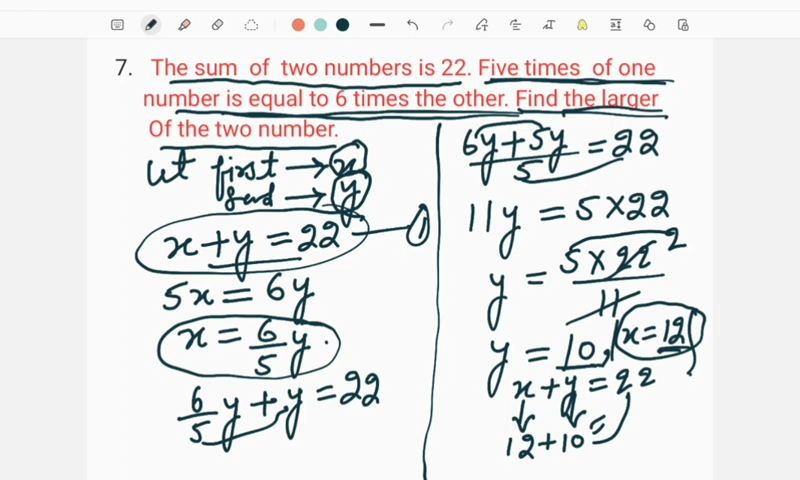 7. The sum of two numbers is 22. Five times of one
number is equal to 6 times the other. Find the larger
Of the two number.
let first → x
→ y
x + y = 22 — 1
5x = 6y
x = 6/5 y.
6/5 y + y = 22
6y + 5y / 5 = 22
11y = 5 × 22
y = 5 × 22 / 11 2
y = 10, x = 12
x + y = 22
12 + 10 =